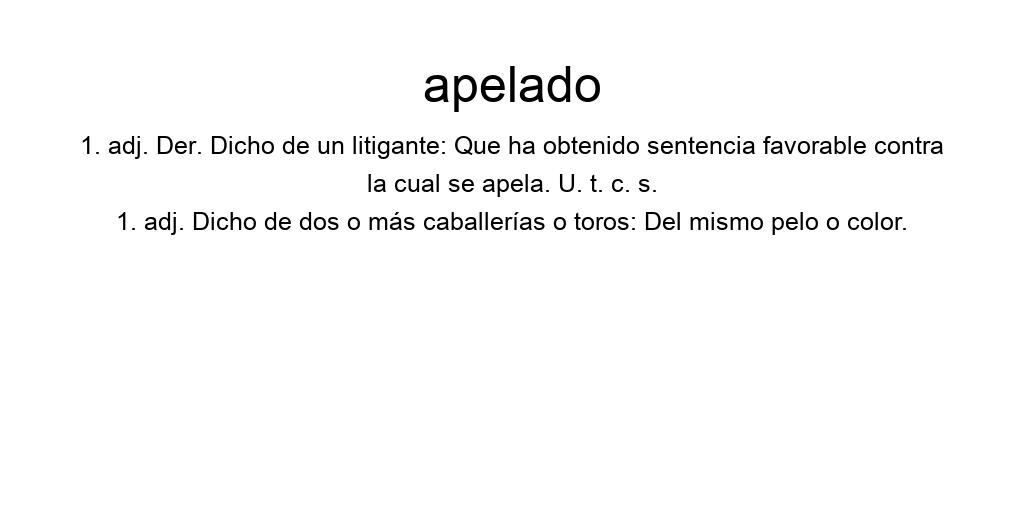 apelado
1. adj. Der. Dicho de un litigante: Que ha obtenido sentencia favorable contra
la cual se apela. U. t. c. s.
1. adj. Dicho de dos o más caballerías o toros: Del mismo pelo o color.